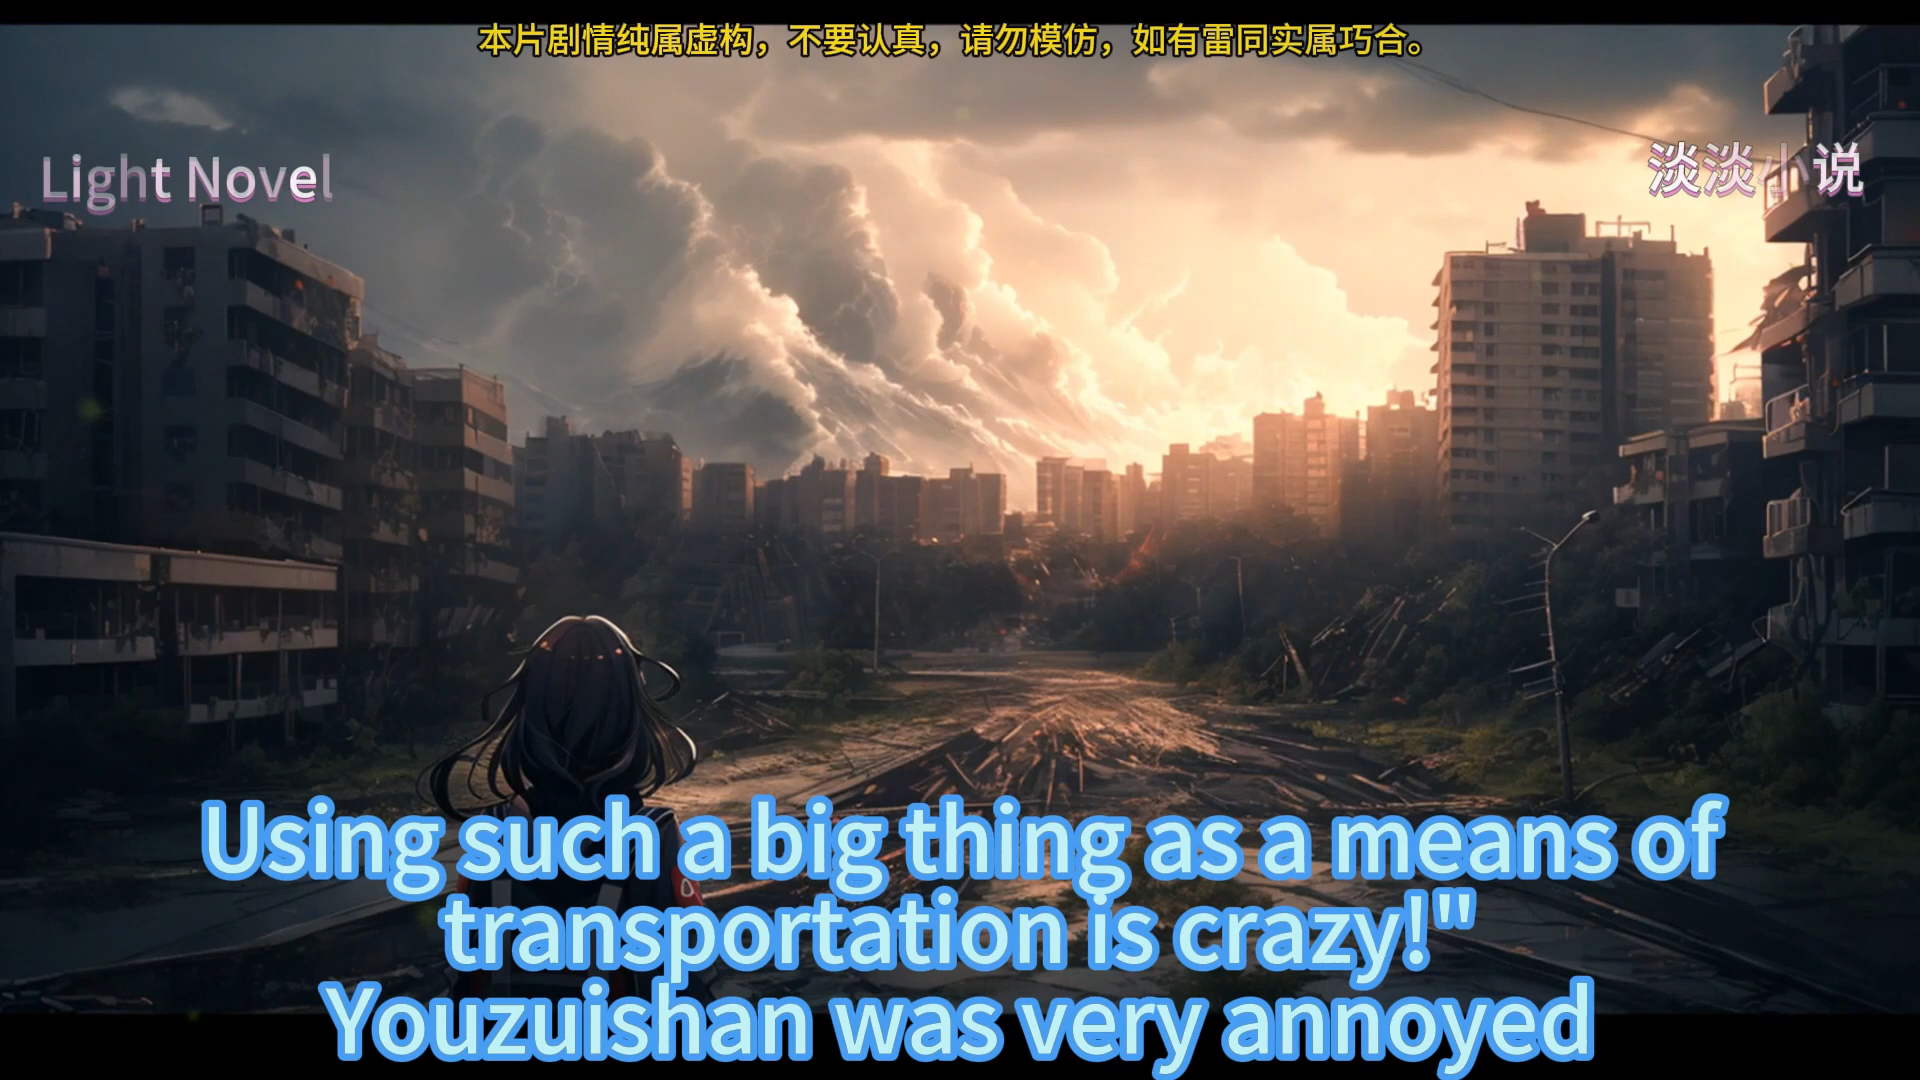 本片剧情纯属虚构，不要认真，请勿模仿，如有雷同实属巧合。
Light Novel
淡淡小说
Using such a big thing as a means of
transportation is crazy!"
Youzuishan was very annoyed